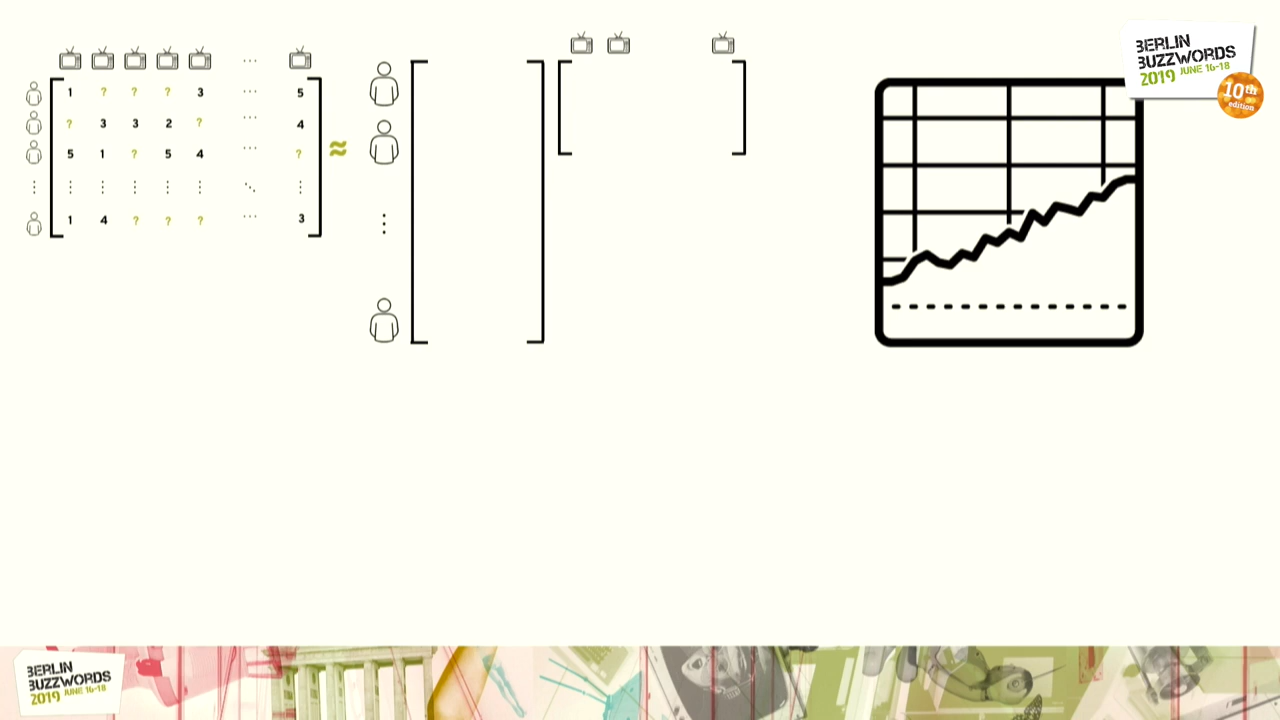 1 ? ? ? 3 ... 5
? 3 3 2 ? ... 4
5 1 ? 5 4 ... ?
1 4 ? ? ? ... 3
≈
BERLIN
BUZZWORDS
2019 JUNE 16-18
10th
edition
BERLIN
BUZZWORDS
2019 JUNE 16-18